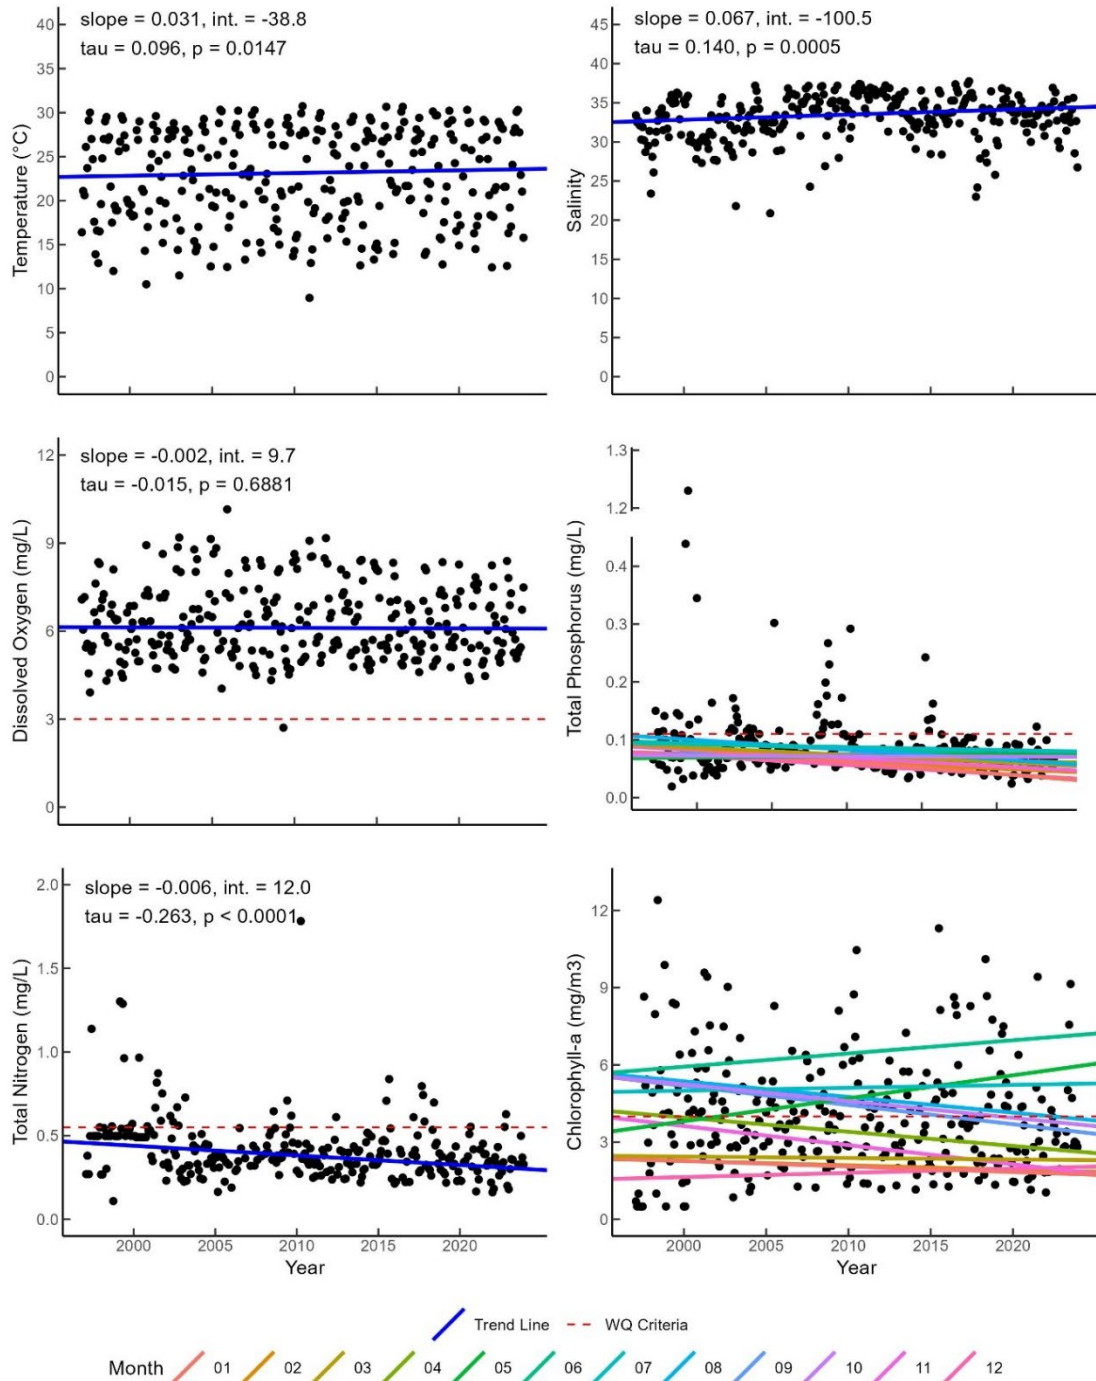 slope = 0.031, int. = -38.8
tau = 0.096, p = 0.0147
40
35
30
25
20
15
10
5
0
Temperature (°C)
slope = 0.067, int. = -100.5
tau = 0.140, p = 0.0005
45
40
35
30
25
20
15
10
5
0
Salinity
slope = -0.002, int. = 9.7
tau = -0.015, p = 0.6881
12
9
6
3
0
Dissolved Oxygen (mg/L)
1.3
1.2
0.4
0.3
0.2
0.1
0.0
Total Phosphorus (mg/L)
slope = -0.006, int. = 12.0
tau = -0.263, p < 0.0001
2.0
1.5
1.0
0.5
0.0
Total Nitrogen (mg/L)
2000 2005 2010 2015 2020
Year
12
9
6
3
0
Chlorophyll-a (mg/m3)
2000 2005 2010 2015 2020
Year
Trend Line WQ Criteria
Month 01 02 03 04 05 06 07 08 09 10 11 12